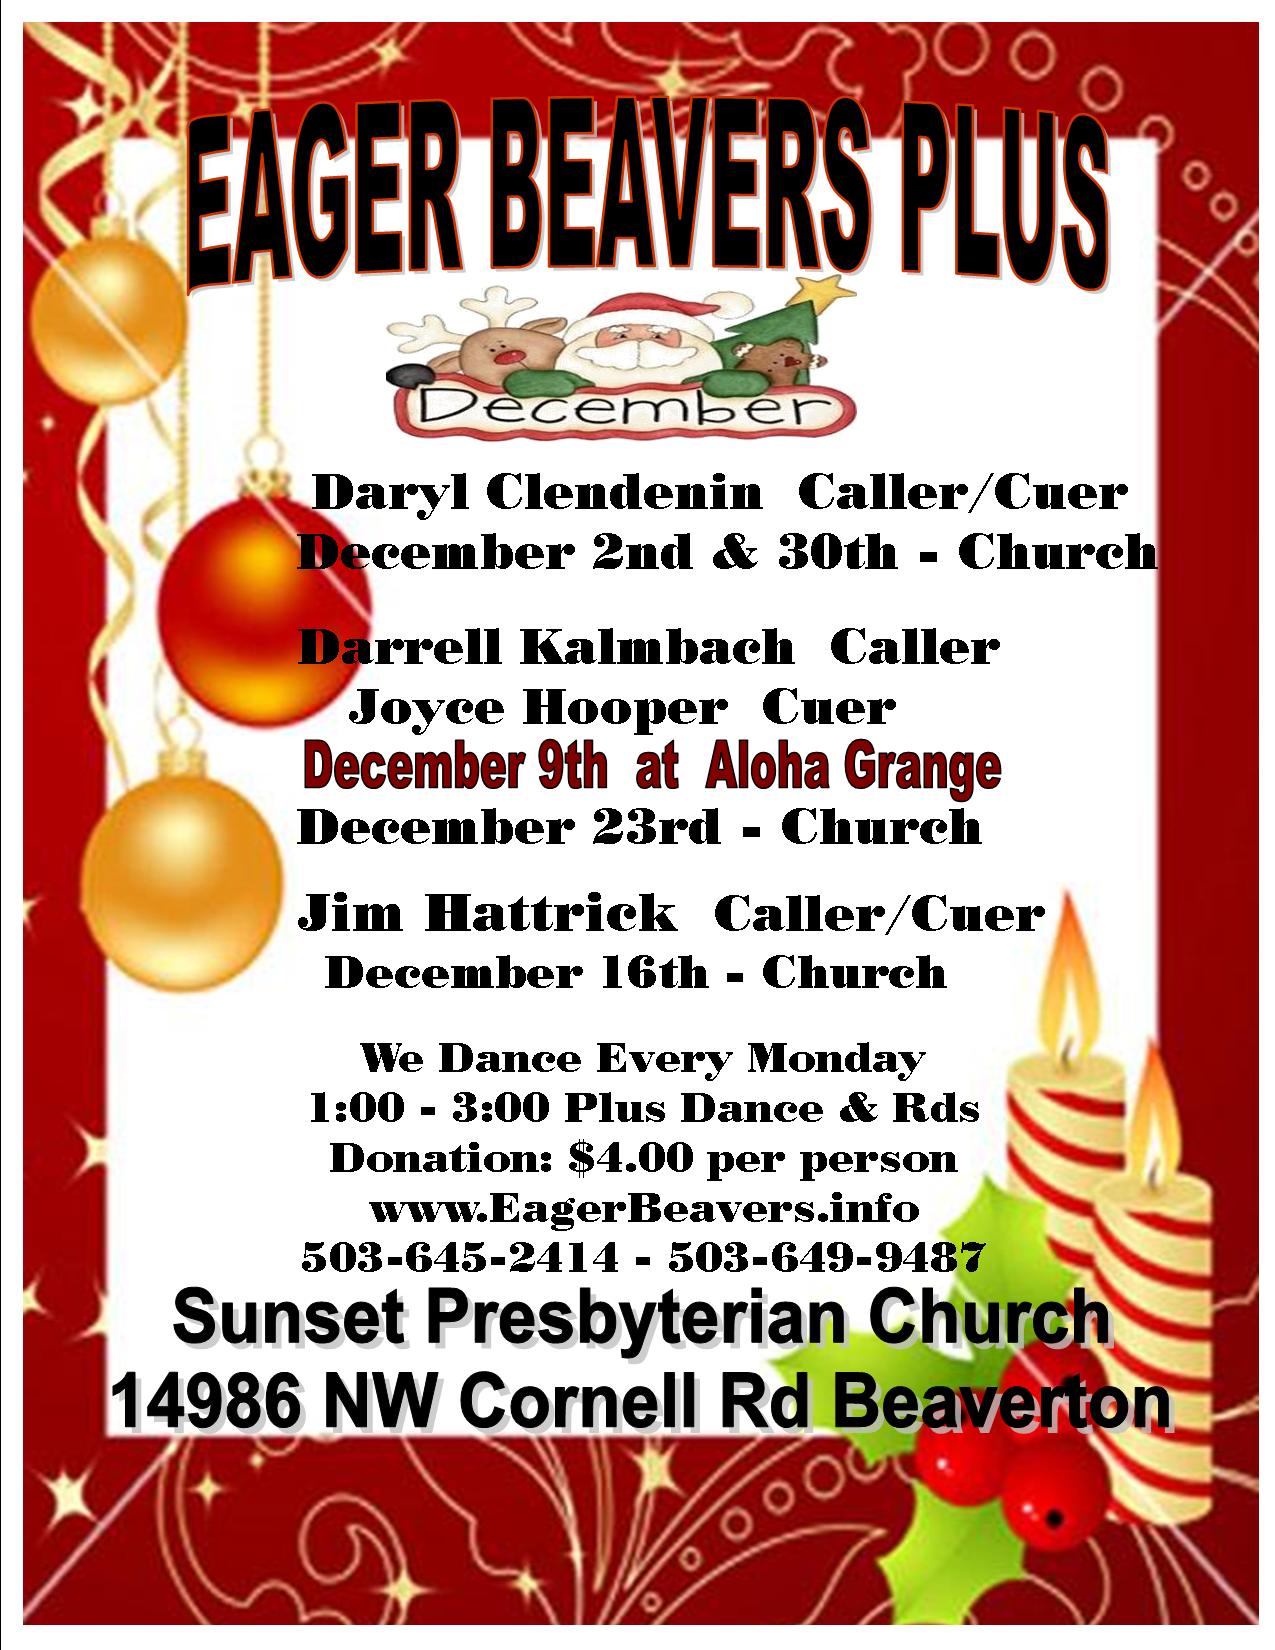 EAGER BEAVERS PLUS
December
Daryl Clendenin Caller/Cuer
December 2nd & 30th - Church
Darrell Kalmbach Caller
Joyce Hooper Cuer
December 9th at Aloha Grange
December 23rd - Church
Jim Hattrick Caller/Cuer
December 16th - Church
We Dance Every Monday
1:00 - 3:00 Plus Dance & Rds
Donation: $4.00 per person
www.EagerBeavers.info
503-645-2414 - 503-649-9487
Sunset Presbyterian Church
14986 NW Cornell Rd Beaverton